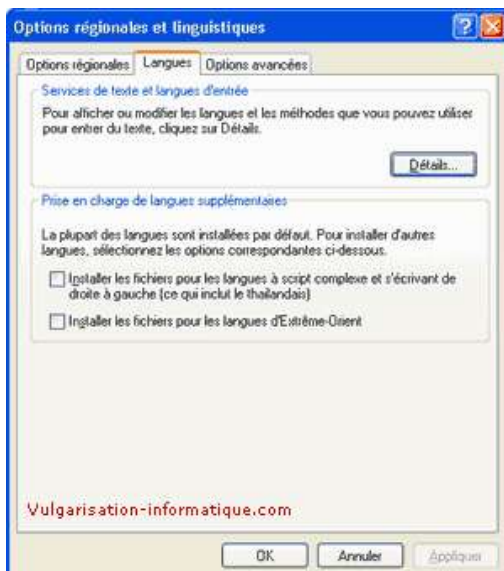 Options régionales et linguistiques
Options régionales
Langues
Options avancées
Services de texte et langues d'entrée
Pour afficher ou modifier les langues et les méthodes que vous pouvez utiliser
pour entrer du texte, cliquez sur Détails.
Détails...
Prise en charge de langues supplémentaires
La plupart des langues sont installées par défaut. Pour installer d'autres
langues, sélectionnez les options correspondantes ci-dessous.
Installer les fichiers pour les langues à script complexe et s'écrivant de
droite à gauche (ce qui inclut le thaïlandais)
Installer les fichiers pour les langues d'Extrême-Orient
Vulgarisation-informatique.com
OK
Annuler
Appliquer